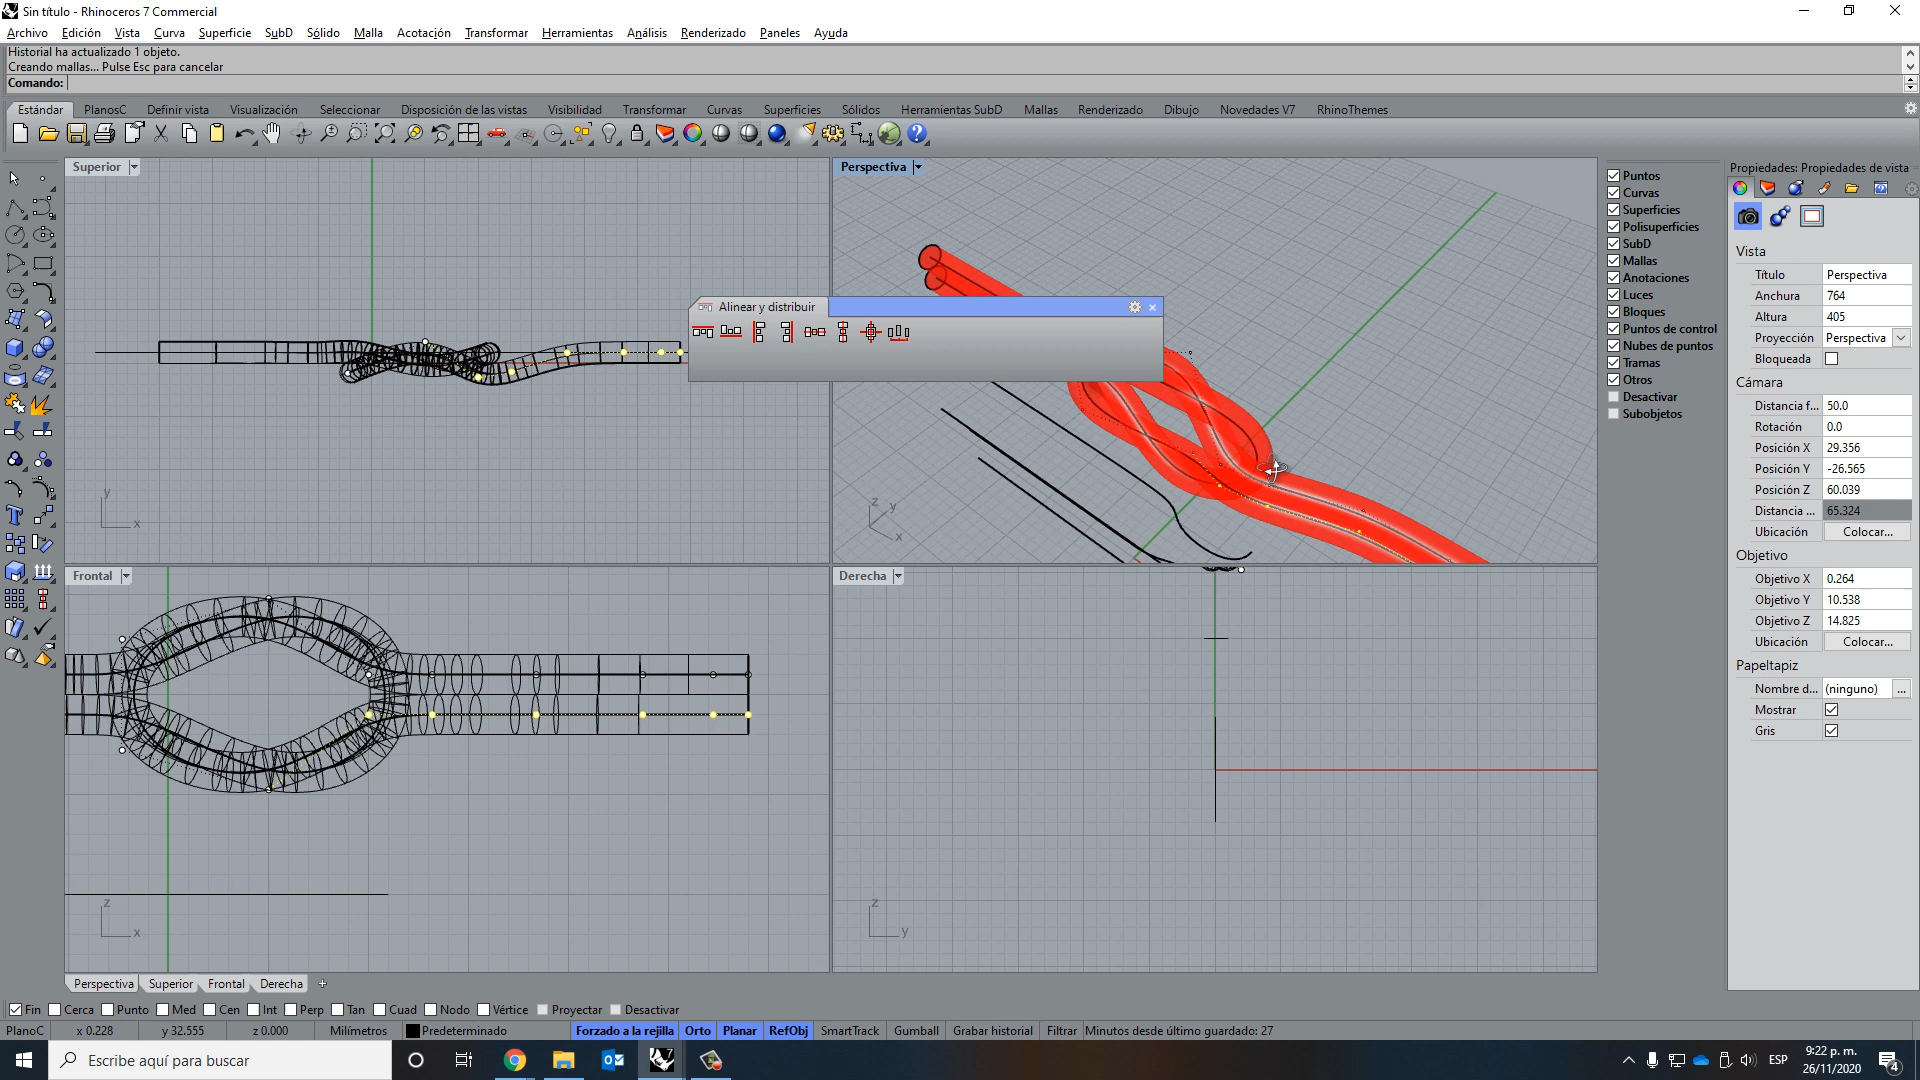 Sin título - Rhinoceros 7 Commercial
Archivo Edición Vista Curva Superficie SubD Sólido Malla Acotación Transformar Herramientas Análisis Renderizado Paneles Ayuda
Historial ha actualizado 1 objeto.
Creando mallas... Pulse Esc para cancelar
Comando:
Estándar PlanosC Definir vista Visualización Seleccionar Disposición de las vistas Visibilidad Transformar Curvas Superficies Sólidos Herramientas SubD Mallas Renderizado Dibujo Novedades V7 RhinoThemes
Superior
Perspectiva
Alinear y distribuir
y
x
z
y
x
Frontal
z
x
Derecha
z
y
Puntos
Curvas
Superficies
Polisuperficies
SubD
Mallas
Anotaciones
Luces
Bloques
Puntos de control
Nubes de puntos
Tramas
Otros
Desactivar
Subobjetos
Propiedades: Propiedades de vista
Vista
Título Perspectiva
Anchura 764
Altura 405
Proyección Perspectiva
Bloqueada
Cámara
Distancia f... 50.0
Rotación 0.0
Posición X 29.356
Posición Y -26.565
Posición Z 60.039
Distancia ... 65.324
Ubicación Colocar...
Objetivo
Objetivo X 0.264
Objetivo Y 10.538
Objetivo Z 14.825
Ubicación Colocar...
Papeltapiz
Nombre d... (ninguno) ...
Mostrar
Gris
Perspectiva Superior Frontal Derecha
Fin Cerca Punto Med Cen Int Perp Tan Cuad Nodo Vértice Proyectar Desactivar
PlanoC x 0.228 y 32.555 z 0.000 Milímetros Predeterminado Forzado a la rejilla Orto Planar RefObj SmartTrack Gumball Grabar historial Filtrar Minutos desde último guardado: 27
Escribe aquí para buscar
ESP
9:22 p. m.
26/11/2020
4